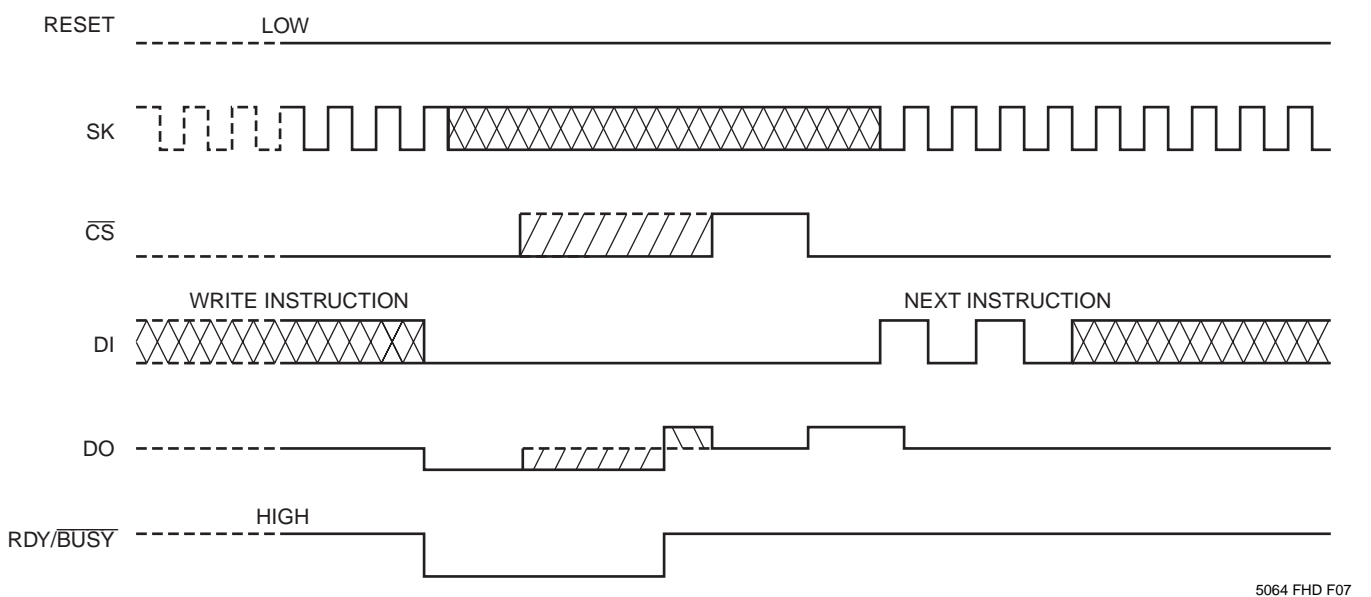 RESET
LOW
SK
CS
WRITE INSTRUCTION
NEXT INSTRUCTION
DI
DO
HIGH
RDY/BUSY
5064 FHD F07